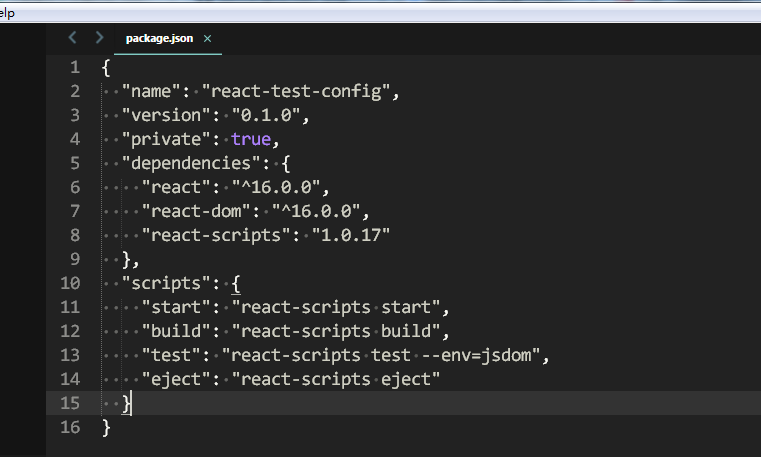 elp
package.json ×
1 {
2 "name": "react-test-config",
3 "version": "0.1.0",
4 "private": true,
5 "dependencies": {
6 "react": "^16.0.0",
7 "react-dom": "^16.0.0",
8 "react-scripts": "1.0.17"
9 },
10 "scripts": {
11 "start": "react-scripts start",
12 "build": "react-scripts build",
13 "test": "react-scripts test --env=jsdom",
14 "eject": "react-scripts eject"
15 }
16 }